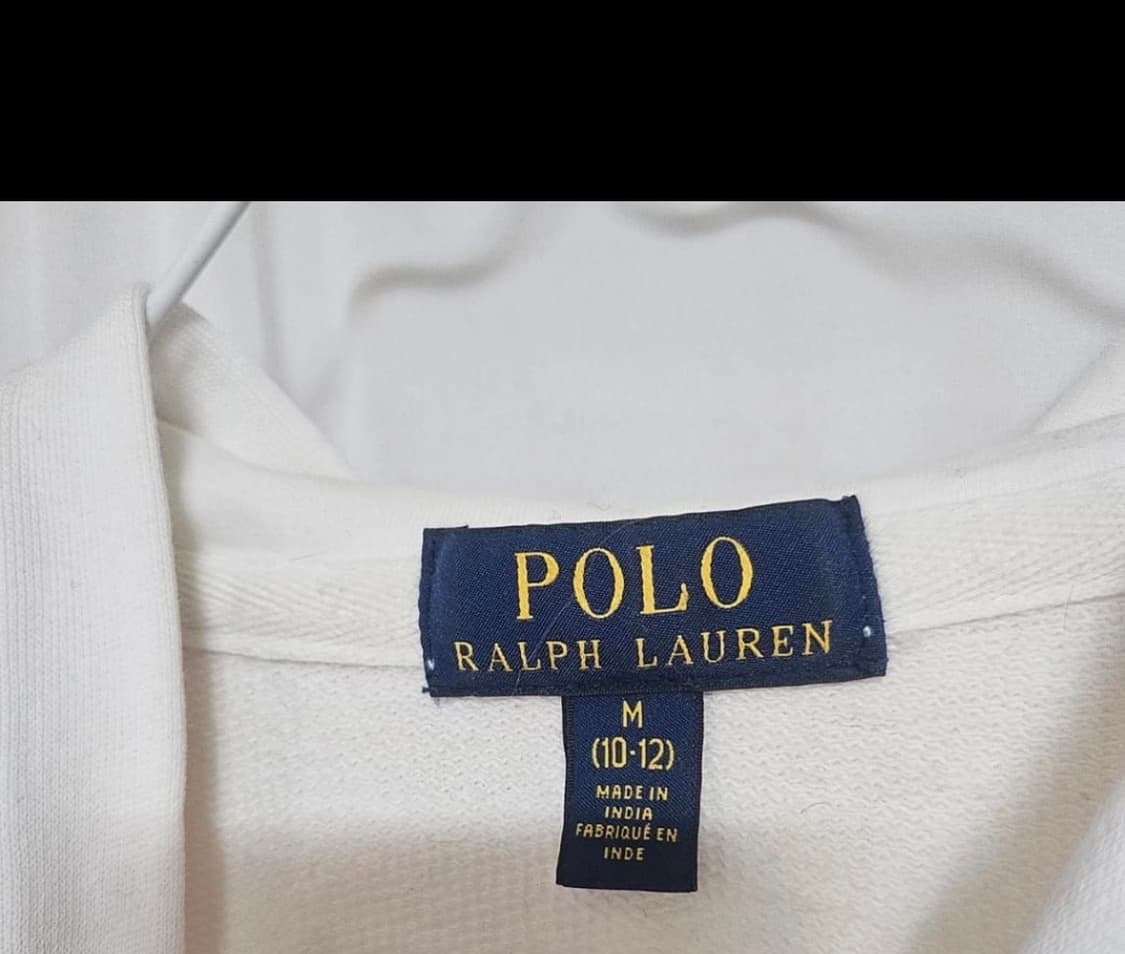 POLO
RALPH LAUREN
M
(10-12)
MADE IN
INDIA
FABRIQUÉ EN
INDE